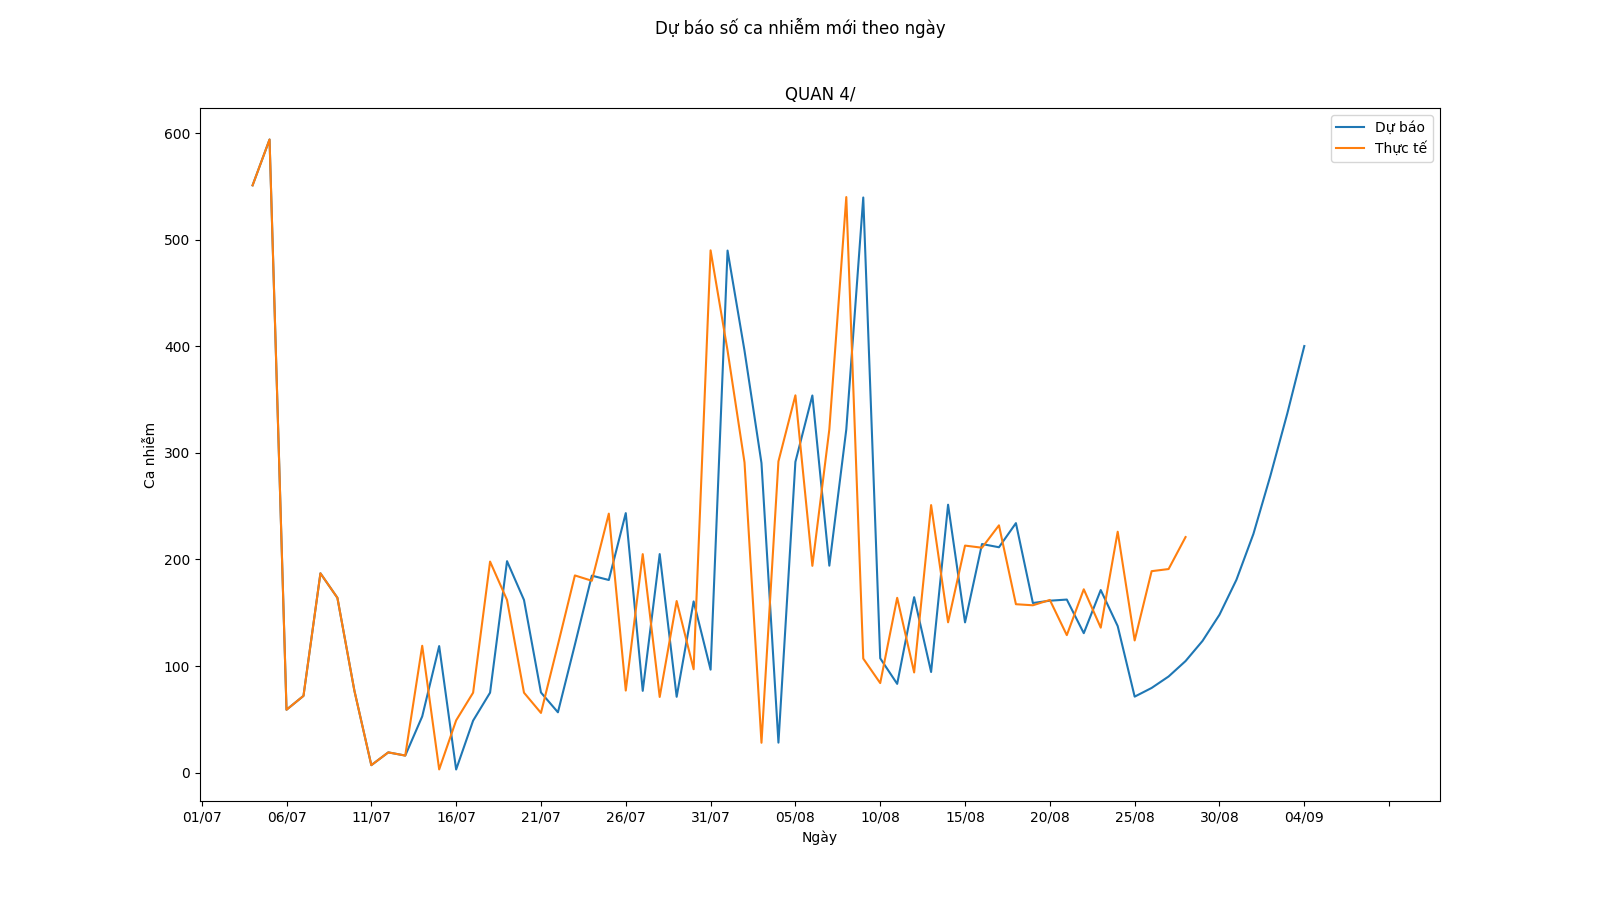 Dự báo số ca nhiễm mới theo ngày
QUAN 4/
Dự báo
Thực tế
600
500
400
300
200
100
0
Ca nhiễm
01/07 06/07 11/07 16/07 21/07 26/07 31/07 05/08 10/08 15/08 20/08 25/08 30/08 04/09
Ngày